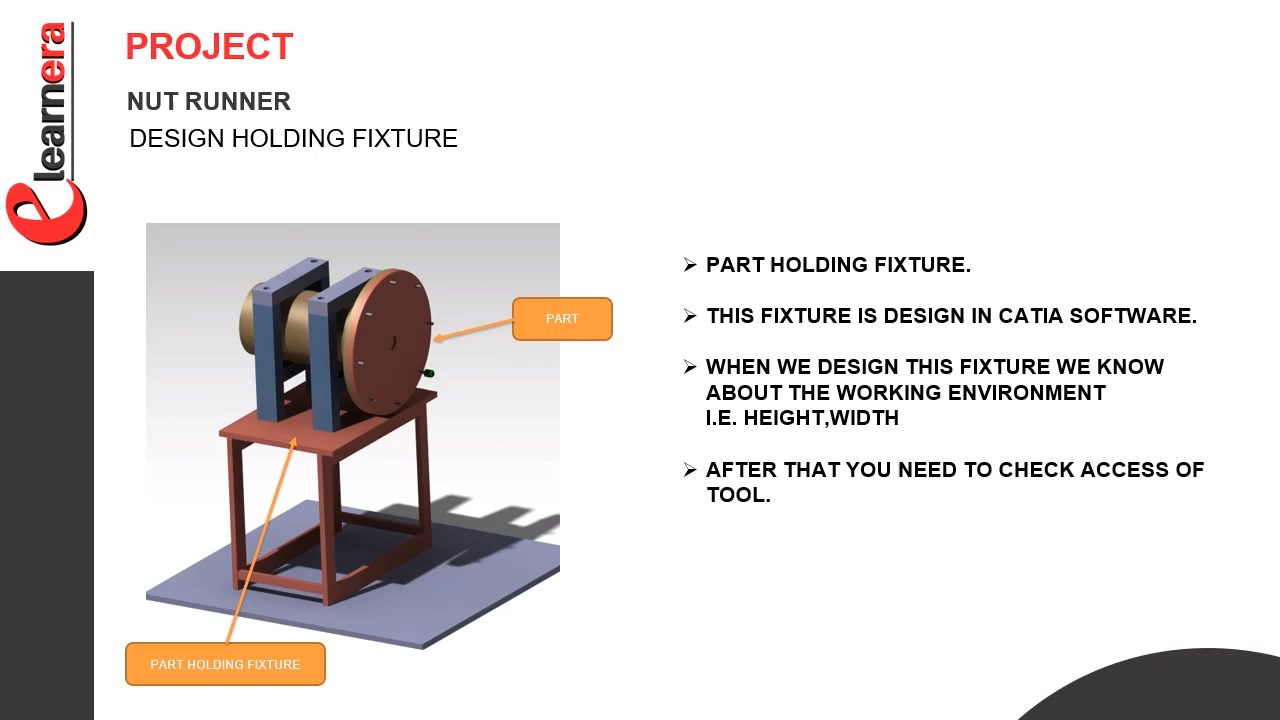 elearnera
PROJECT
NUT RUNNER
DESIGN HOLDING FIXTURE
PART
PART HOLDING FIXTURE
➢ PART HOLDING FIXTURE.
➢ THIS FIXTURE IS DESIGN IN CATIA SOFTWARE.
➢ WHEN WE DESIGN THIS FIXTURE WE KNOW
ABOUT THE WORKING ENVIRONMENT
I.E. HEIGHT,WIDTH
➢ AFTER THAT YOU NEED TO CHECK ACCESS OF
TOOL.